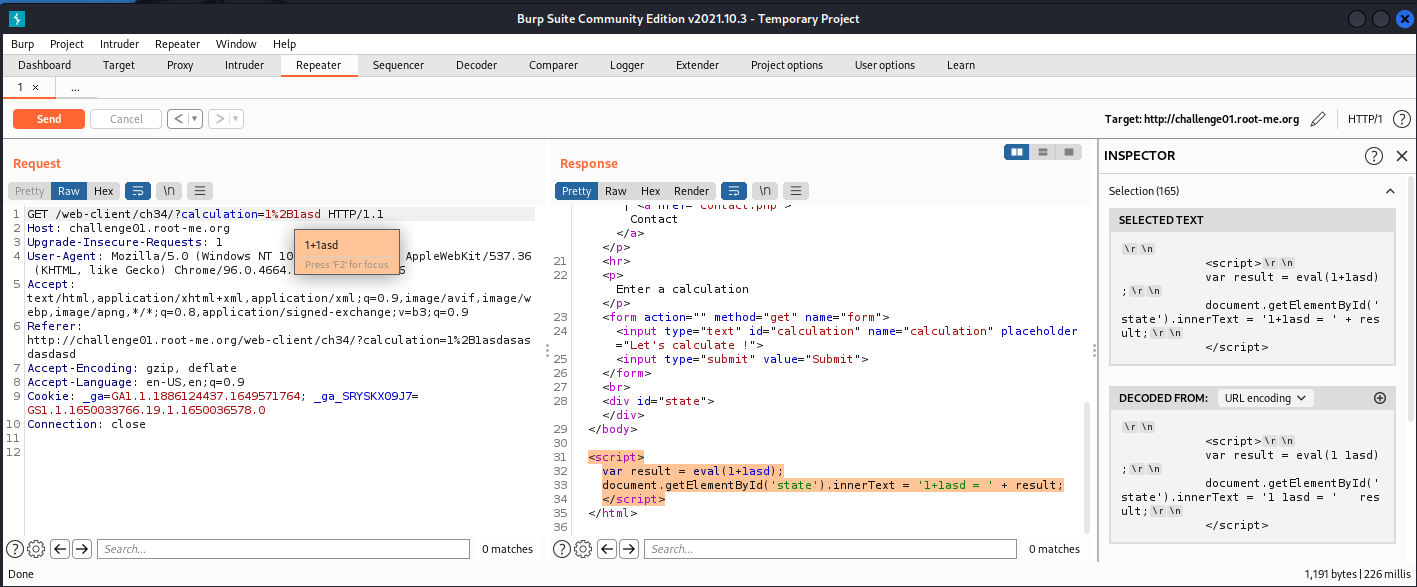 Burp Suite Community Edition v2021.10.3 - Temporary Project
Burp Project Intruder Repeater Window Help
Dashboard Target Proxy Intruder Repeater Sequencer Decoder Comparer Logger Extender Project options User options Learn
1 × ...
Send Cancel < > Target: http://challenge01.root-me.org HTTP/1 ?
Request
Pretty Raw Hex \n
1 GET /web-client/ch34/?calculation=1%2B1asd HTTP/1.1
2 Host: challenge01.root-me.org
3 Upgrade-Insecure-Requests: 1
4 User-Agent: Mozilla/5.0 (Windows NT 10 AppleWebKit/537.36
(KHTML, like Gecko) Chrome/96.0.4664. 6
1+1asd
Press 'F2' for focus
5 Accept:
text/html,application/xhtml+xml,application/xml;q=0.9,image/avif,image/w
ebp,image/apng,*/*;q=0.8,application/signed-exchange;v=b3;q=0.9
6 Referer:
http://challenge01.root-me.org/web-client/ch34/?calculation=1%2B1asdasas
dasdasd
7 Accept-Encoding: gzip, deflate
8 Accept-Language: en-US,en;q=0.9
9 Cookie: _ga=GA1.1.1886124437.1649571764; _ga_SRYSKX09J7=
GS1.1.1650033766.19.1.1650036578.0
10 Connection: close
11
12
? Search... 0 matches
Response
Pretty Raw Hex Render \n
| <a href="contact.php">
Contact
</a>
</p>
21 <hr>
22 <p>
Enter a calculation
</p>
23 <form action="" method="get" name="form">
24 <input type="text" id="calculation" name="calculation" placeholder
="Let's calculate !">
25 <input type="submit" value="Submit">
26 </form>
27 <br>
28 <div id="state">
</div>
29 </body>
30
31 <script>
32 var result = eval(1+1asd);
33 document.getElementById('state').innerText = '1+1asd = ' + result;
34 </script>
35 </html>
36
? Search... 0 matches
INSPECTOR ?
Selection (165)
SELECTED TEXT
\r \n
<script>\r \n
var result = eval(1+1asd)
;\r \n
document.getElementById('
state').innerText = '1+1asd = ' + res
ult;\r \n
</script>
DECODED FROM: URL encoding
\r \n
<script>\r \n
var result = eval(1 1asd)
;\r \n
document.getElementById('
state').innerText = '1 1asd = '   res
ult;\r \n
</script>
Done 1,191 bytes | 226 millis